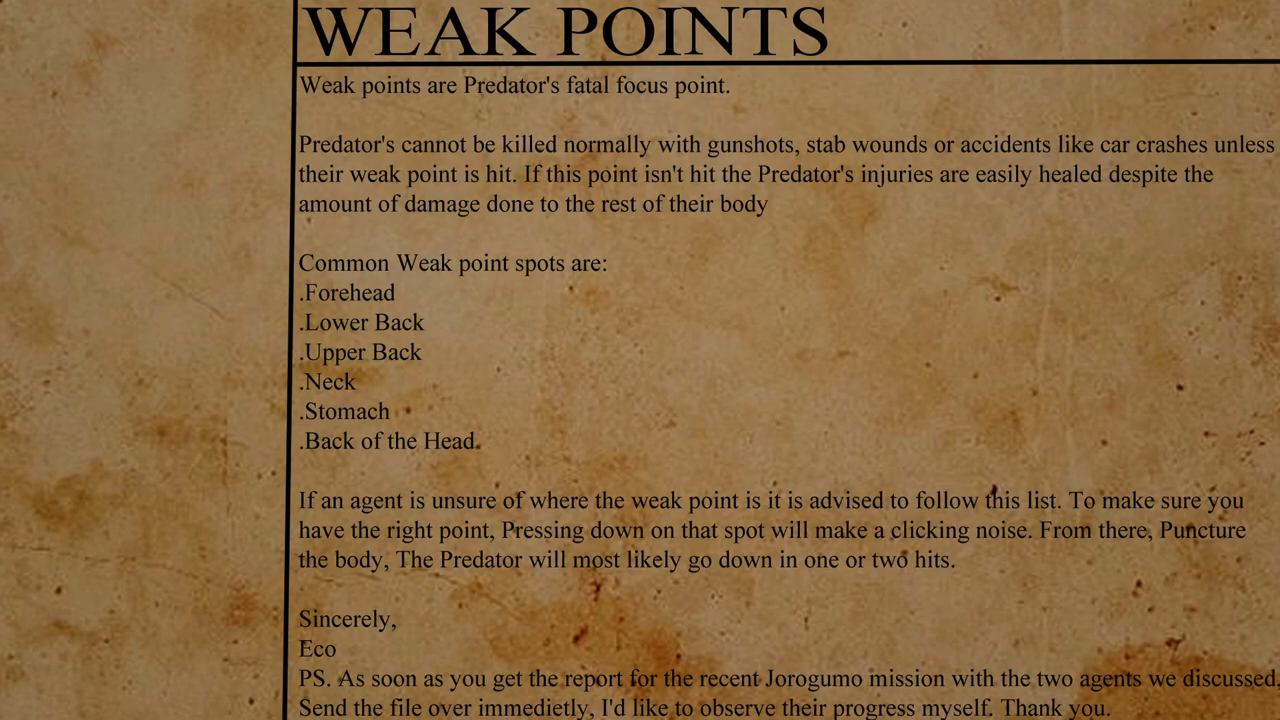 WEAK POINTS
Weak points are Predator's fatal focus point.
Predator's cannot be killed normally with gunshots, stab wounds or accidents like car crashes unless
their weak point is hit. If this point isn't hit the Predator's injuries are easily healed despite the
amount of damage done to the rest of their body
Common Weak point spots are:
.Forehead
.Lower Back
.Upper Back
.Neck
.Stomach
.Back of the Head.
If an agent is unsure of where the weak point is it is advised to follow this list. To make sure you
have the right point, Pressing down on that spot will make a clicking noise. From there, Puncture
the body, The Predator will most likely go down in one or two hits.
Sincerely,
Eco
PS. As soon as you get the report for the recent Jorogumo mission with the two agents we discussed.
Send the file over immedietly, I'd like to observe their progress myself. Thank you.